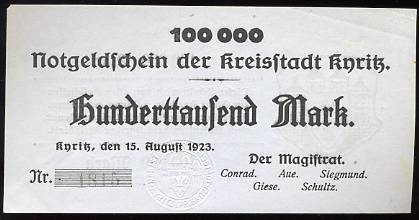 100 000
Notgeldschein der Kreisstadt Kyritz.
Hunderttausend Mark.
Kyritz, den 15. August 1923.
Der Magistrat.
Conrad. Aue. Siegmund.
Giese. Schultz.
Nr. 1815